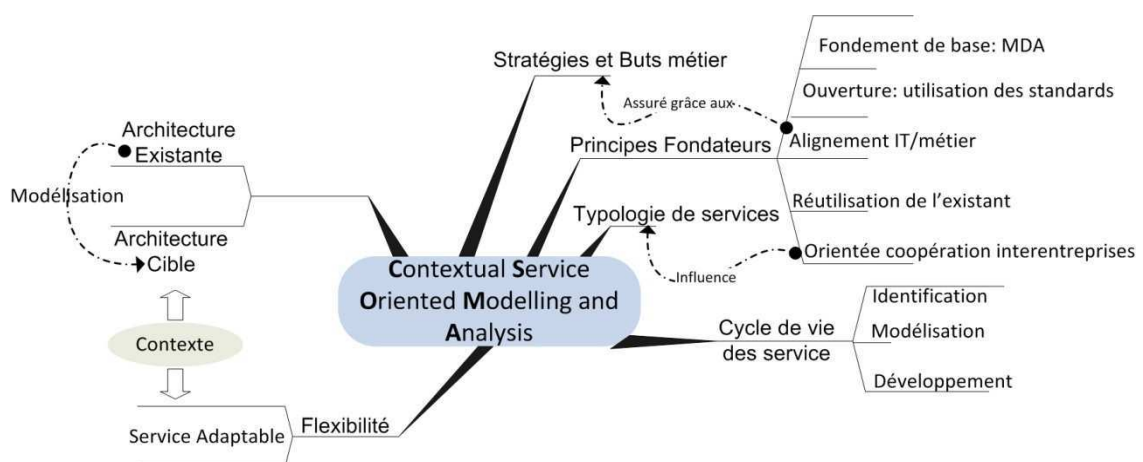 Stratégies et Buts métier
Assuré grâce aux
Fondement de base: MDA
Ouverture: utilisation des standards
Principes Fondateurs
Alignement IT/métier
Réutilisation de l'existant
Orientée coopération interentreprises
Typologie de services
Influence
Architecture
Existante
Modélisation
Architecture
Cible
Contexte
Contextual Service
Oriented Modelling and
Analysis
Cycle de vie
des service
Identification
Modélisation
Développement
Flexibilité
Service Adaptable